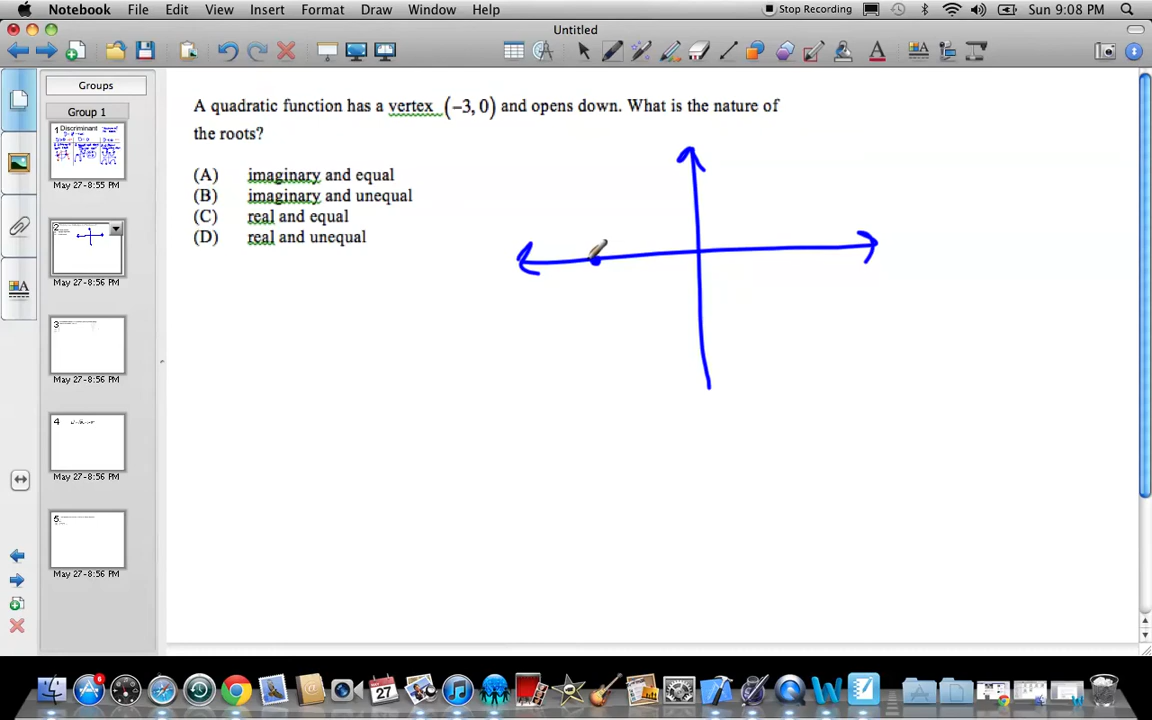 Notebook File Edit View Insert Format Draw Window Help Stop Recording Sun 9:08 PM
Untitled
Groups
Group 1
1 Discriminant
May 27-8:55 PM
2
May 27-8:56 PM
3
May 27-8:56 PM
4
May 27-8:56 PM
5
May 27-8:56 PM
A quadratic function has a vertex (−3, 0) and opens down. What is the nature of
the roots?
(A) imaginary and equal
(B) imaginary and unequal
(C) real and equal
(D) real and unequal